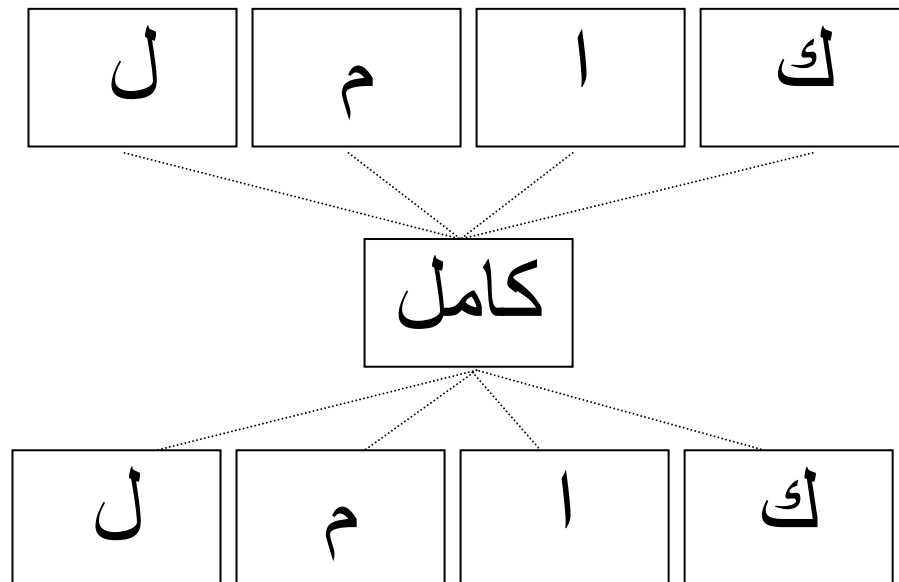 ك ا م ل
كامل
ك ا م ل